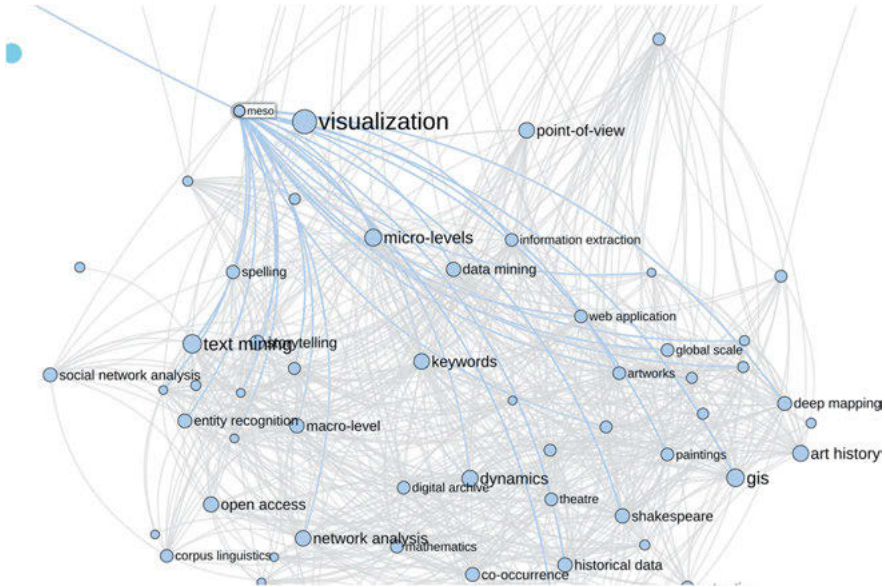 meso
visualization
point-of-view
micro-levels
information extraction
data mining
spelling
web application
text mining
storytelling
global scale
keywords
social network analysis
artworks
deep mapping
entity recognition
macro-level
art history
paintings
dynamics
gis
digital archive
theatre
open access
shakespeare
network analysis
mathematics
corpus linguistics
historical data
co-occurrence